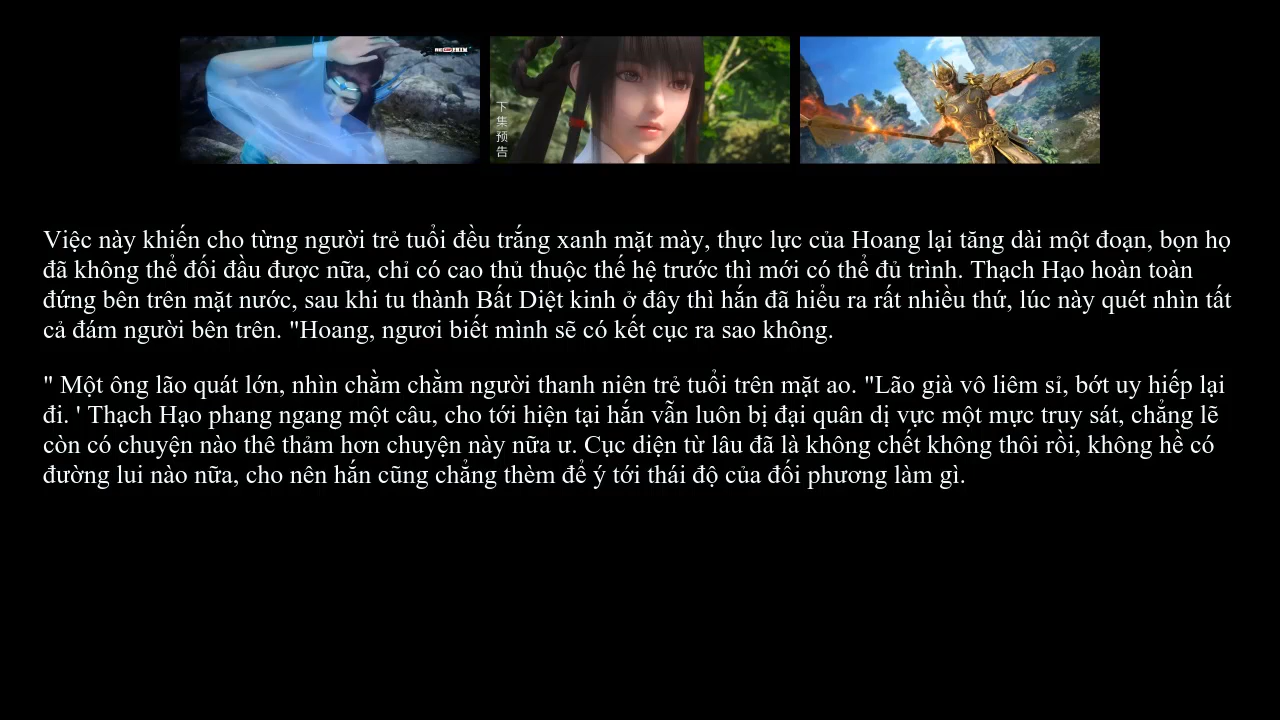 下集预告
Việc này khiến cho từng người trẻ tuổi đều trắng xanh mặt mày, thực lực của Hoang lại tăng dài một đoạn, bọn họ
đã không thể đối đầu được nữa, chỉ có cao thủ thuộc thế hệ trước thì mới có thể đủ trình. Thạch Hạo hoàn toàn
đứng bên trên mặt nước, sau khi tu thành Bất Diệt kinh ở đây thì hắn đã hiểu ra rất nhiều thứ, lúc này quét nhìn tất
cả đám người bên trên. "Hoang, ngươi biết mình sẽ có kết cục ra sao không.
" Một ông lão quát lớn, nhìn chằm chằm người thanh niên trẻ tuổi trên mặt ao. "Lão già vô liêm sỉ, bớt uy hiếp lại
đi. ' Thạch Hạo phang ngang một câu, cho tới hiện tại hắn vẫn luôn bị đại quân dị vực một mực truy sát, chẳng lẽ
còn có chuyện nào thê thảm hơn chuyện này nữa ư. Cục diện từ lâu đã là không chết không thôi rồi, không hề có
đường lui nào nữa, cho nên hắn cũng chẳng thèm để ý tới thái độ của đối phương làm gì.